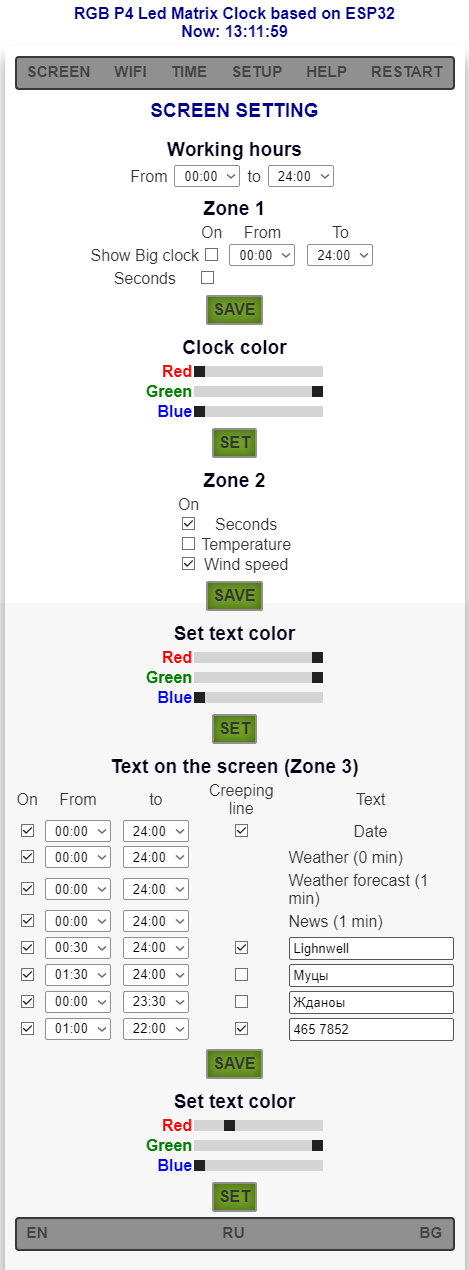 RGB P4 Led Matrix Clock based on ESP32
Now: 13:11:59
SCREEN WIFI TIME SETUP HELP RESTART
SCREEN SETTING
Working hours
From 00:00 to 24:00
Zone 1
On From To
Show Big clock 00:00 24:00
Seconds
SAVE
Clock color
Red
Green
Blue
SET
Zone 2
On
Seconds
Temperature
Wind speed
SAVE
Set text color
Red
Green
Blue
SET
Text on the screen (Zone 3)
On From to Creeping line Text
00:00 24:00 Date
00:00 24:00 Weather (0 min)
00:00 24:00 Weather forecast (1
min)
00:00 24:00 News (1 min)
00:30 24:00 Lighnwell
01:30 24:00 Муцы
00:00 23:30 Жданоы
01:00 22:00 465 7852
SAVE
Set text color
Red
Green
Blue
SET
EN RU BG